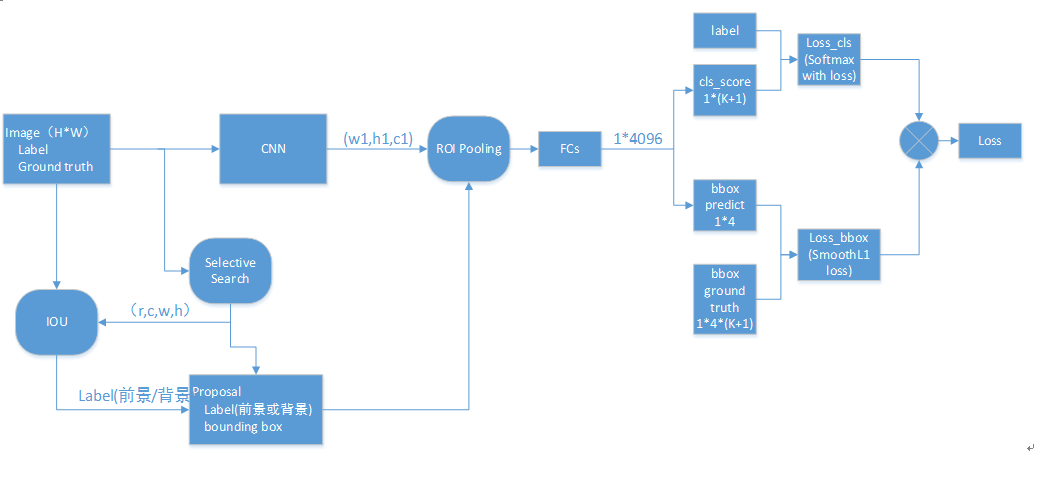 label
Loss_cls
(Softmax
with loss)
cls_score
1*(K+1)
Image（H*W）
Label
Ground truth
CNN
(w1,h1,c1)
ROI Pooling
FCs
1*4096
Loss
bbox
predict
1*4
Loss_bbox
(SmoothL1
loss)
Selective
Search
bbox
ground
truth
1*4*(K+1)
（r,c,w,h）
IOU
Label(前景/背景
Proposal
Label(前景或背景)
bounding box